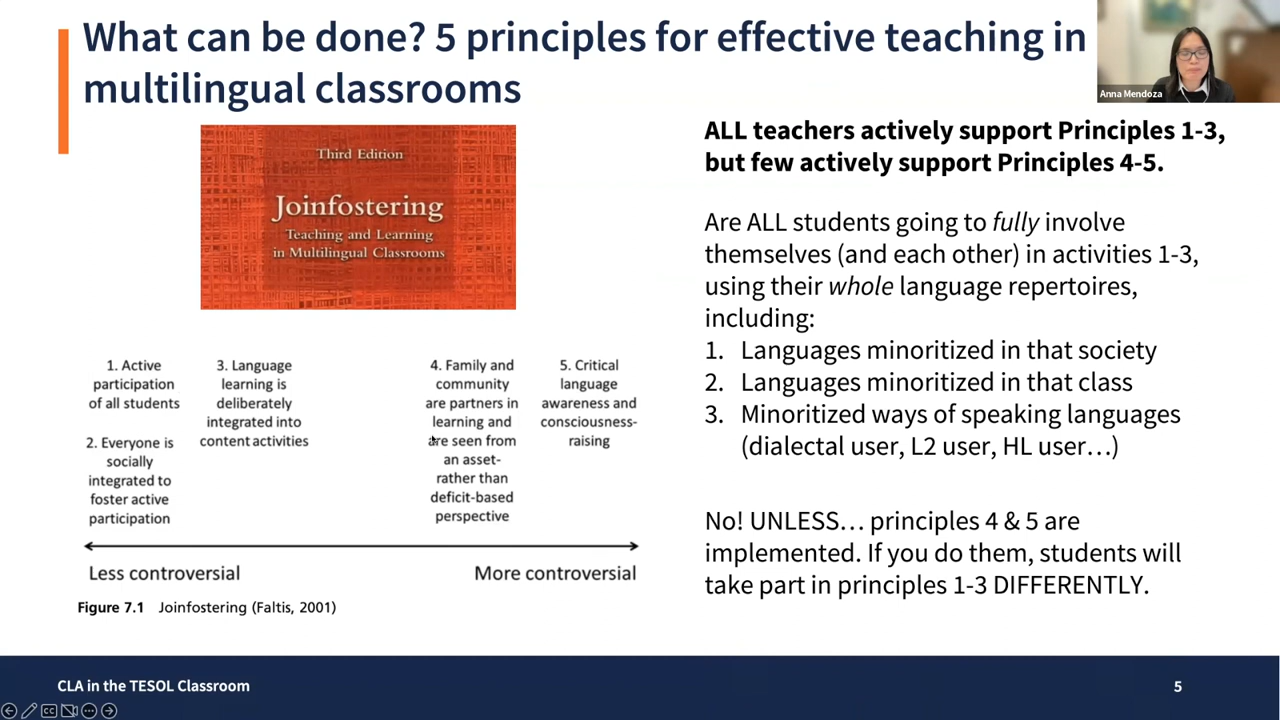 What can be done? 5 principles for effective teaching in
multilingual classrooms
Anna Mendoza
Third Edition
Joinfostering
Teaching and Learning
in Multilingual Classrooms
1. Active
participation
of all students
2. Everyone is
socially
integrated to
foster active
participation
3. Language
learning is
deliberately
integrated into
content activities
4. Family and
community
are partners in
learning and
are seen from
an asset-
rather than
deficit-based
perspective
5. Critical
language
awareness and
consciousness-
raising
Less controversial
More controversial
Figure 7.1 Joinfostering (Faltis, 2001)
ALL teachers actively support Principles 1-3,
but few actively support Principles 4-5.
Are ALL students going to fully involve
themselves (and each other) in activities 1-3,
using their whole language repertoires,
including:
1. Languages minoritized in that society
2. Languages minoritized in that class
3. Minoritized ways of speaking languages
(dialectal user, L2 user, HL user…)
No! UNLESS… principles 4 & 5 are
implemented. If you do them, students will
take part in principles 1-3 DIFFERENTLY.
CLA in the TESOL Classroom
5
CC